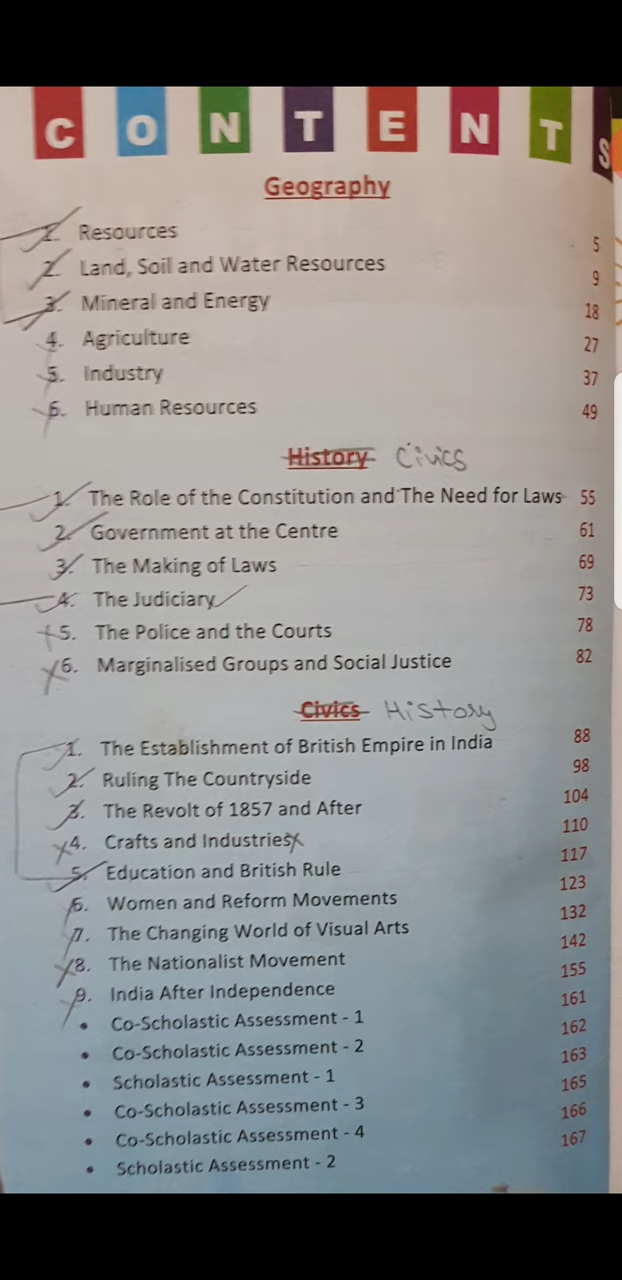 CONTENTS
Geography
1. Resources 5
2. Land, Soil and Water Resources 9
3. Mineral and Energy 18
4. Agriculture 27
5. Industry 37
6. Human Resources 49
History Civics
1. The Role of the Constitution and The Need for Laws 55
2. Government at the Centre 61
3. The Making of Laws 69
4. The Judiciary 73
5. The Police and the Courts 78
6. Marginalised Groups and Social Justice 82
Civics History
1. The Establishment of British Empire in India 88
2. Ruling The Countryside 98
3. The Revolt of 1857 and After 104
4. Crafts and Industries 110
5. Education and British Rule 117
6. Women and Reform Movements 123
7. The Changing World of Visual Arts 132
8. The Nationalist Movement 142
9. India After Independence 155
• Co-Scholastic Assessment - 1 161
• Co-Scholastic Assessment - 2 162
• Scholastic Assessment - 1 163
• Co-Scholastic Assessment - 3 165
• Co-Scholastic Assessment - 4 166
• Scholastic Assessment - 2 167